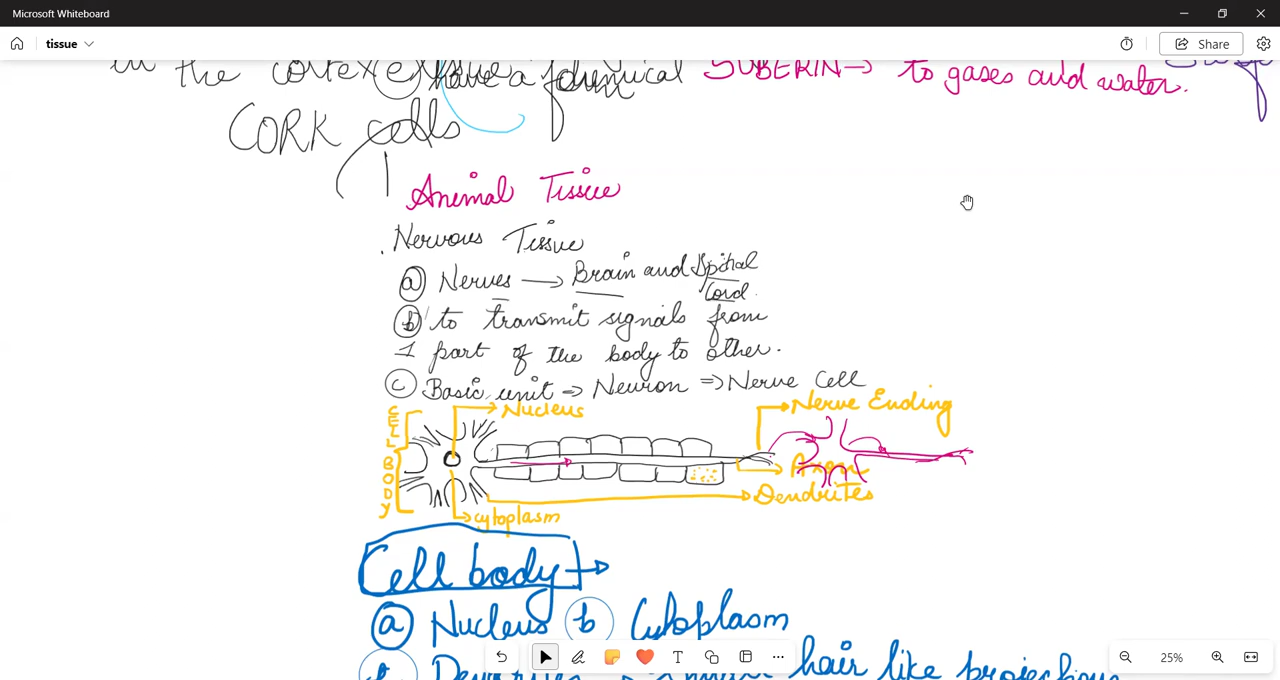 Microsoft Whiteboard
tissue
Share
in the cortex have a chemical SUBERIN → to gases and water.
CORK cells
Animal Tissue
Nervous Tissue
(a) Nerves → Brain and Spinal
Cord.
(b) to transmit signals from
1 part of the body to other.
(c) Basic unit ⇒ Neuron ⇒ Nerve Cell
CELL BODY
Nucleus
Nerve Ending
Axon
Dendrites
cytoplasm
Cell body →
(a) Nucleus (b) Cytoplasm
hair like projections
25%